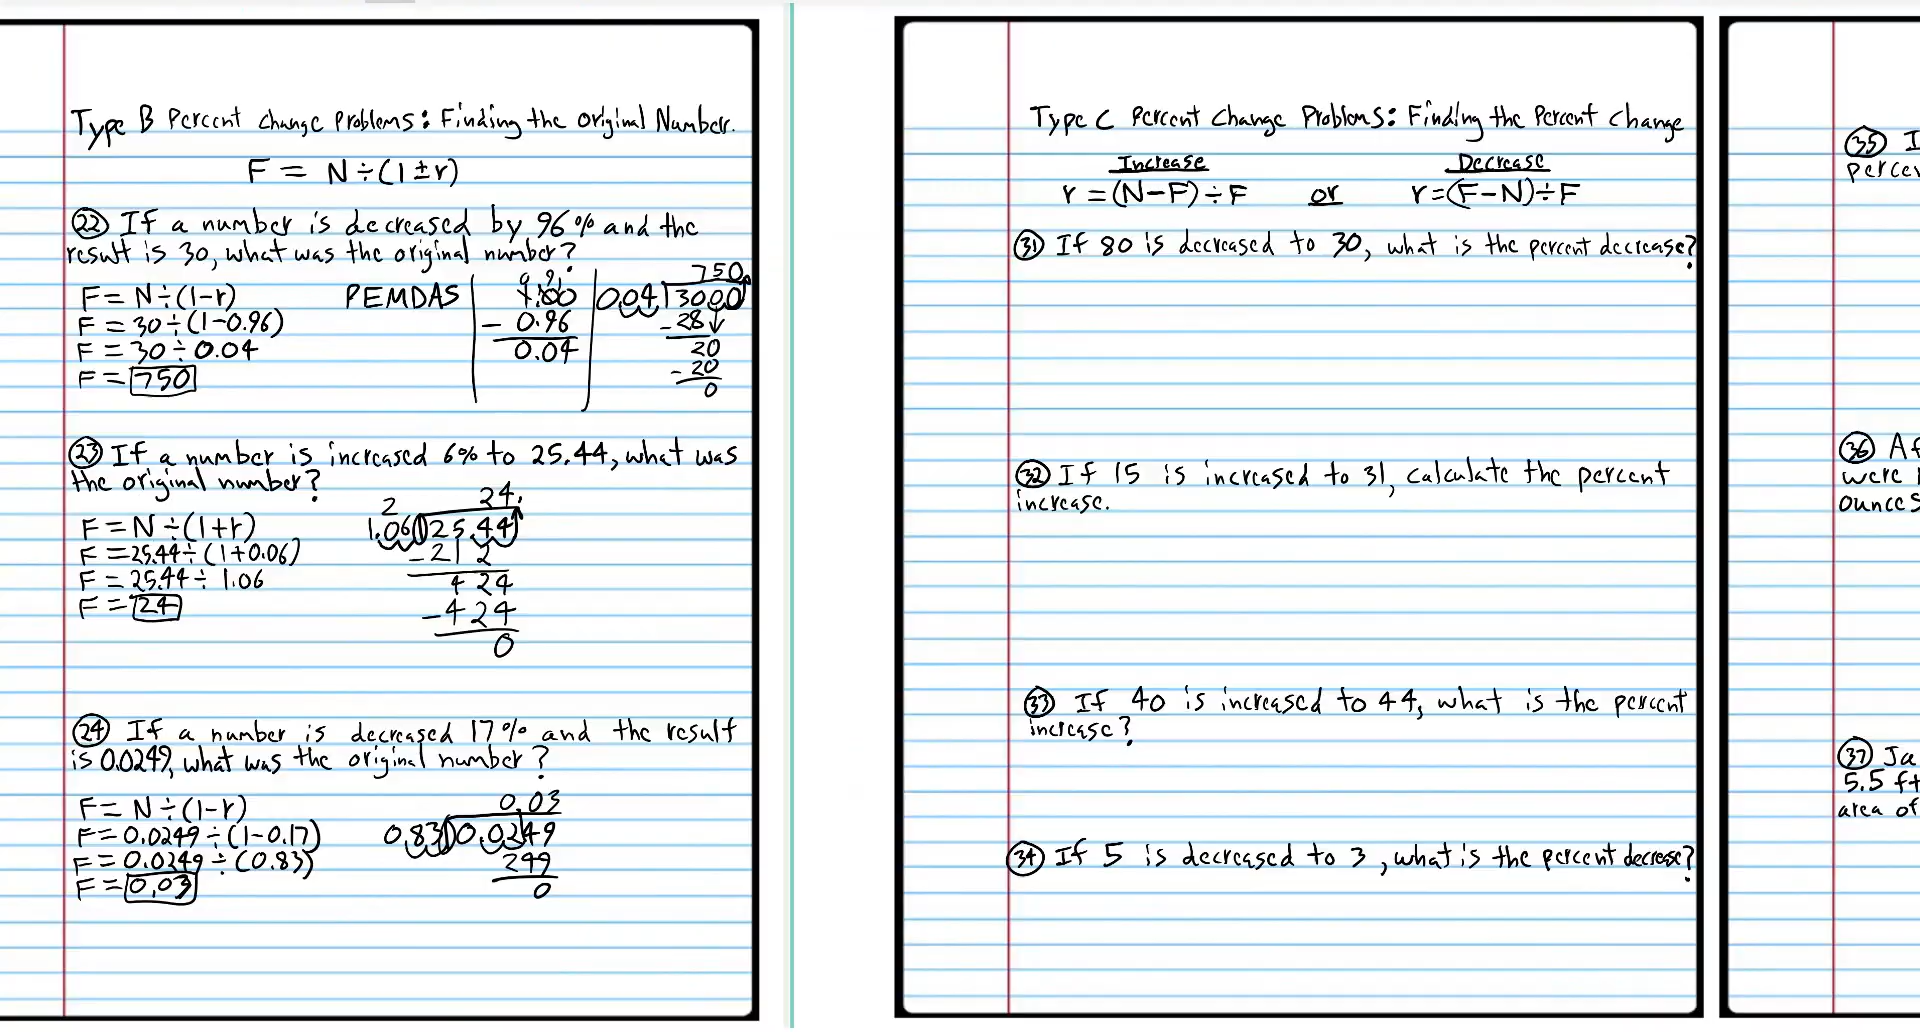 Type B Percent Change Problems: Finding the Original Number.
F = N ÷ (1 ± r)
22 If a number is decreased by 96% and the
result is 30, what was the original number?
F = N ÷ (1 - r)
F = 30 ÷ (1 - 0.96)
F = 30 ÷ 0.04
F = 750
PEMDAS
1.00
- 0.96
0.04
750
0.04 3000
- 28
20
- 20
0
23 If a number is increased 6% to 25.44, what was
the original number?
F = N ÷ (1 + r)
F = 25.44 ÷ (1 + 0.06)
F = 25.44 ÷ 1.06
F = 24
2
24.
1.06 25.44
- 21 2
4 24
- 4 24
0
24 If a number is decreased 17% and the result
is 0.0249, what was the original number?
F = N ÷ (1 - r)
F = 0.0249 ÷ (1 - 0.17)
F = 0.0249 ÷ (0.83)
F = 0.03
0.03
0.83 0.0249
249
0
Type C Percent Change Problems: Finding the Percent Change
Increase Decrease
r = (N - F) ÷ F or r = (F - N) ÷ F
31 If 80 is decreased to 30, what is the percent decrease?
32 If 15 is increased to 31, calculate the percent
increase.
33 If 40 is increased to 44, what is the percent
increase?
34 If 5 is decreased to 3, what is the percent decrease?
35 I
percen
36 Af
were
ounces
37 Ja
5.5 ft
area of